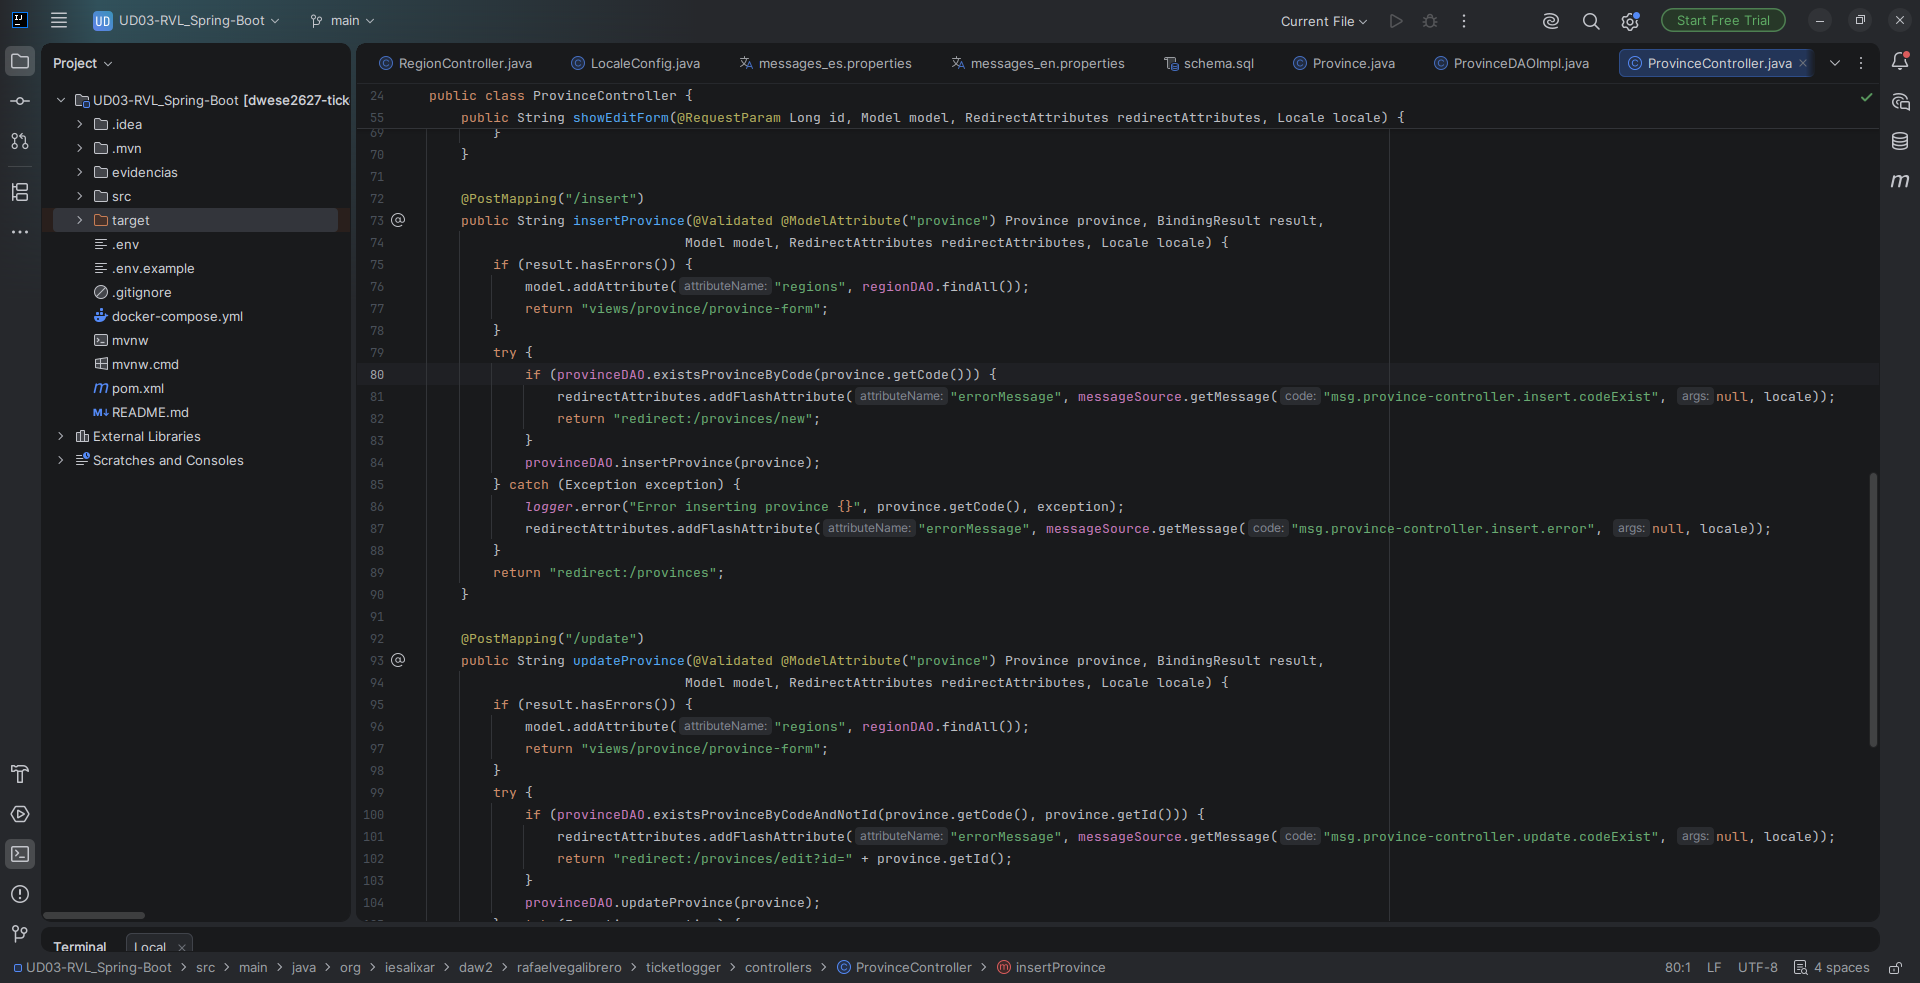 UD UD03-RVL_Spring-Boot main Current File Start Free Trial
Project
RegionController.java LocaleConfig.java messages_es.properties messages_en.properties schema.sql Province.java ProvinceDAOImpl.java ProvinceController.java
UD03-RVL_Spring-Boot [dwese2627-tick
.idea
.mvn
evidencias
src
target
.env
.env.example
.gitignore
docker-compose.yml
mvnw
mvnw.cmd
pom.xml
README.md
External Libraries
Scratches and Consoles
24 public class ProvinceController {
55 public String showEditForm(@RequestParam Long id, Model model, RedirectAttributes redirectAttributes, Locale locale) {
69 }
70 }
71
72 @PostMapping("/insert")
73 public String insertProvince(@Validated @ModelAttribute("province") Province province, BindingResult result,
74 Model model, RedirectAttributes redirectAttributes, Locale locale) {
75 if (result.hasErrors()) {
76 model.addAttribute( attributeName: "regions", regionDAO.findAll());
77 return "views/province/province-form";
78 }
79 try {
80 if (provinceDAO.existsProvinceByCode(province.getCode())) {
81 redirectAttributes.addFlashAttribute( attributeName: "errorMessage", messageSource.getMessage( code: "msg.province-controller.insert.codeExist", args: null, locale));
82 return "redirect:/provinces/new";
83 }
84 provinceDAO.insertProvince(province);
85 } catch (Exception exception) {
86 logger.error("Error inserting province {}", province.getCode(), exception);
87 redirectAttributes.addFlashAttribute( attributeName: "errorMessage", messageSource.getMessage( code: "msg.province-controller.insert.error", args: null, locale));
88 }
89 return "redirect:/provinces";
90 }
91
92 @PostMapping("/update")
93 public String updateProvince(@Validated @ModelAttribute("province") Province province, BindingResult result,
94 Model model, RedirectAttributes redirectAttributes, Locale locale) {
95 if (result.hasErrors()) {
96 model.addAttribute( attributeName: "regions", regionDAO.findAll());
97 return "views/province/province-form";
98 }
99 try {
100 if (provinceDAO.existsProvinceByCodeAndNotId(province.getCode(), province.getId())) {
101 redirectAttributes.addFlashAttribute( attributeName: "errorMessage", messageSource.getMessage( code: "msg.province-controller.update.codeExist", args: null, locale));
102 return "redirect:/provinces/edit?id=" + province.getId();
103 }
104 provinceDAO.updateProvince(province);
Terminal Local
UD03-RVL_Spring-Boot > src > main > java > org > iesalixar > daw2 > rafaelvegalibrero > ticketlogger > controllers > ProvinceController > insertProvince 80:1 LF UTF-8 4 spaces